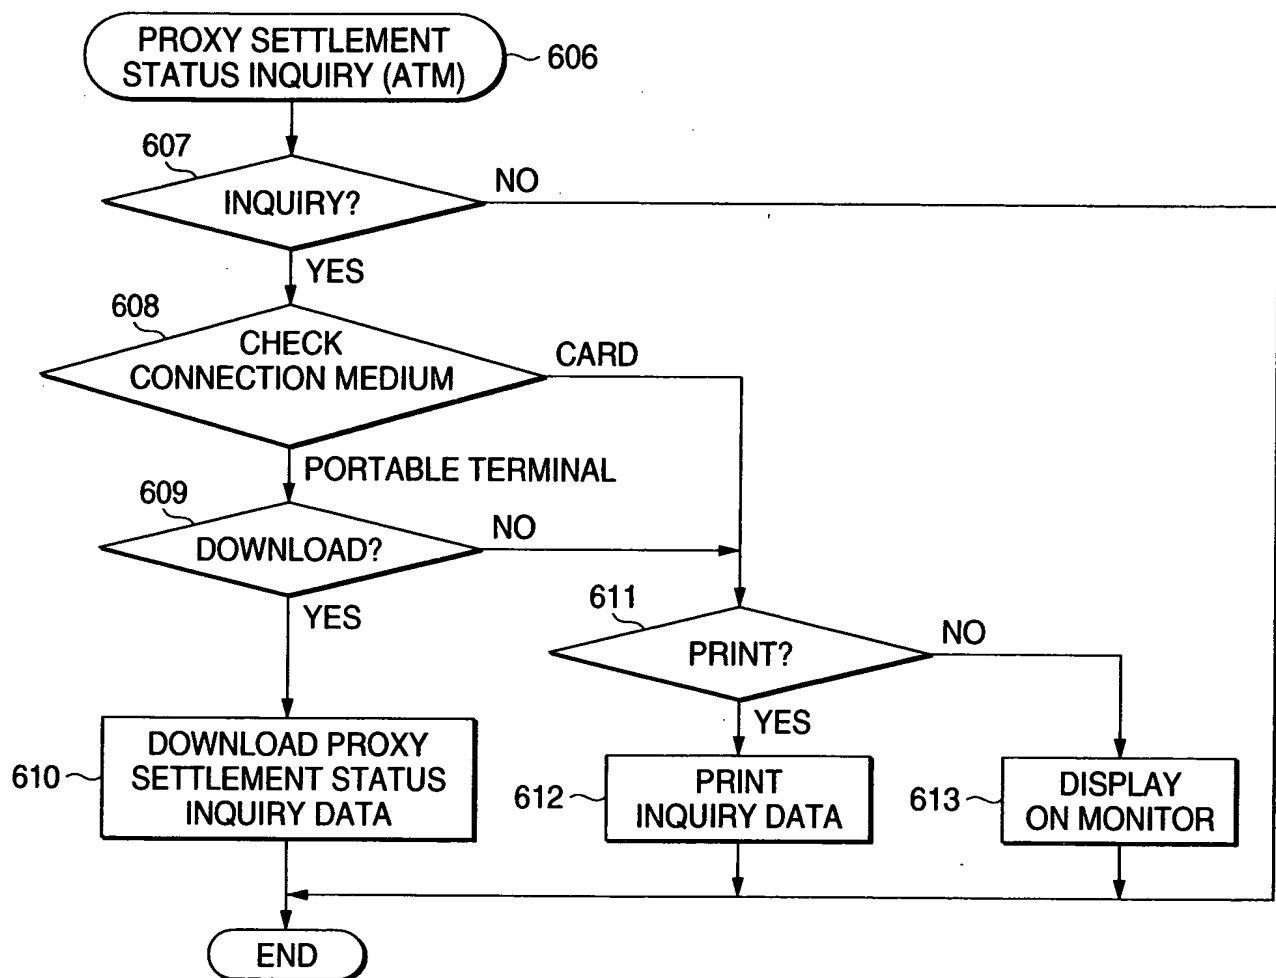 PROXY SETTLEMENT
STATUS INQUIRY (ATM)
606
607
INQUIRY?
NO
YES
608
CHECK
CONNECTION MEDIUM
CARD
PORTABLE TERMINAL
609
DOWNLOAD?
NO
YES
611
PRINT?
NO
YES
610
DOWNLOAD PROXY
SETTLEMENT STATUS
INQUIRY DATA
612
PRINT
INQUIRY DATA
613
DISPLAY
ON MONITOR
END